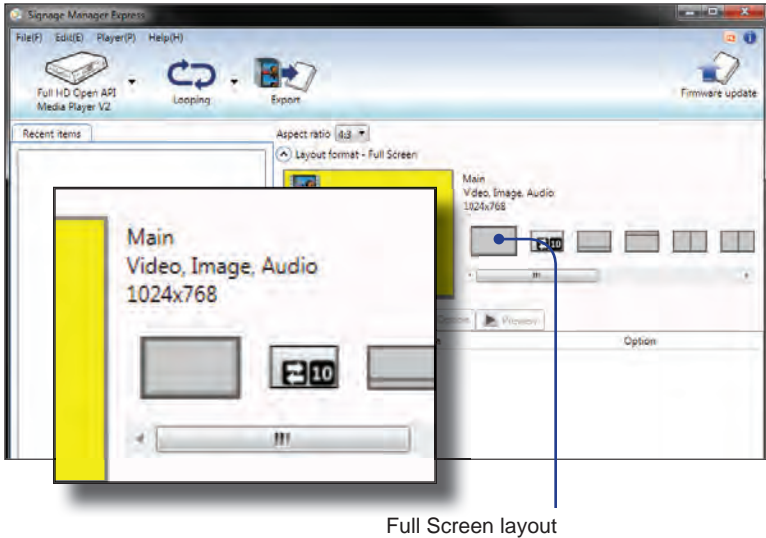 Signage Manager Express
File(F) Edit(E) Player(P) Help(H)
Full HD Open API
Media Player V2
Looping
Export
Firmware update
Recent items
Aspect ratio 4:3
Layout format - Full Screen
Main
Video, Image, Audio
1024x768
10
Preview
Option
Main
Video, Image, Audio
1024x768
10
Full Screen layout